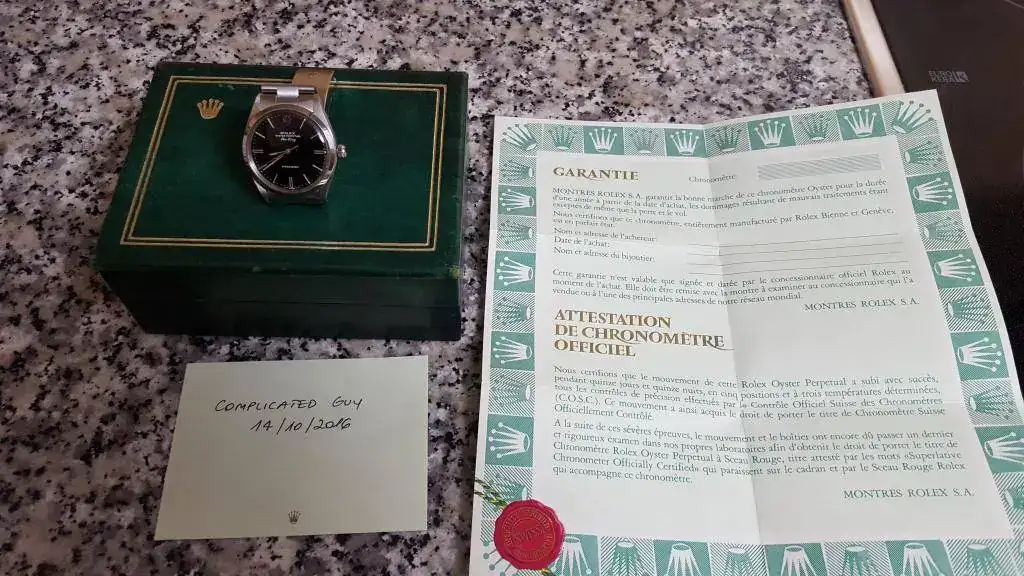 ROLEX
COMPLICATED GUY
14/10/2016
GARANTIE
Chronomètre:
MONTRES ROLEX S.A. garantit la bonne marche de ce chronomètre Oyster pour la durée
d'une année à partir de la date d'achat, les dommages résultant de mauvais traitements étant
exceptés de même que la perte et le vol.
Nous certifions que ce chronomètre, entièrement manufacturé par Rolex Bienne et Genève,
est en parfait état.
Nom et adresse de l'acheteur:
Date de l'achat:
Nom et adresse du bijoutier:
Cette garantie n'est valable que signée et datée par le concessionnaire officiel Rolex au
moment de l'achat. Elle doit être remise avec la montre à examiner au concessionnaire qui l'a
vendue ou à l'une des principales adresses de notre réseau mondial.
MONTRES ROLEX S.A.
ATTESTATION
DE CHRONOMÈTRE
OFFICIEL
Nous certifions que le mouvement de cette Rolex Oyster Perpetual a subi avec succès,
pendant quinze jours et quinze nuits, en cinq positions et à trois températures déterminées,
tous les contrôles de précision effectués par le Contrôle Officiel Suisse des Chronomètres
(C.O.S.C.). Ce mouvement a ainsi acquis le droit de porter le titre de Chronomètre Suisse
Officiellement Contrôlé.
A la suite de ces sévères épreuves, le mouvement et le boîtier ont encore dû passer un dernier
et rigoureux examen dans nos propres laboratoires afin d'obtenir le droit de porter le titre de
Chronomètre Rolex Oyster Perpetual à Sceau Rouge, titre attesté par les mots «Superlative
Chronometer Officially Certified» qui paraissent sur le cadran et par le Sceau Rouge Rolex
qui accompagne ce chronomètre.
MONTRES ROLEX S.A.